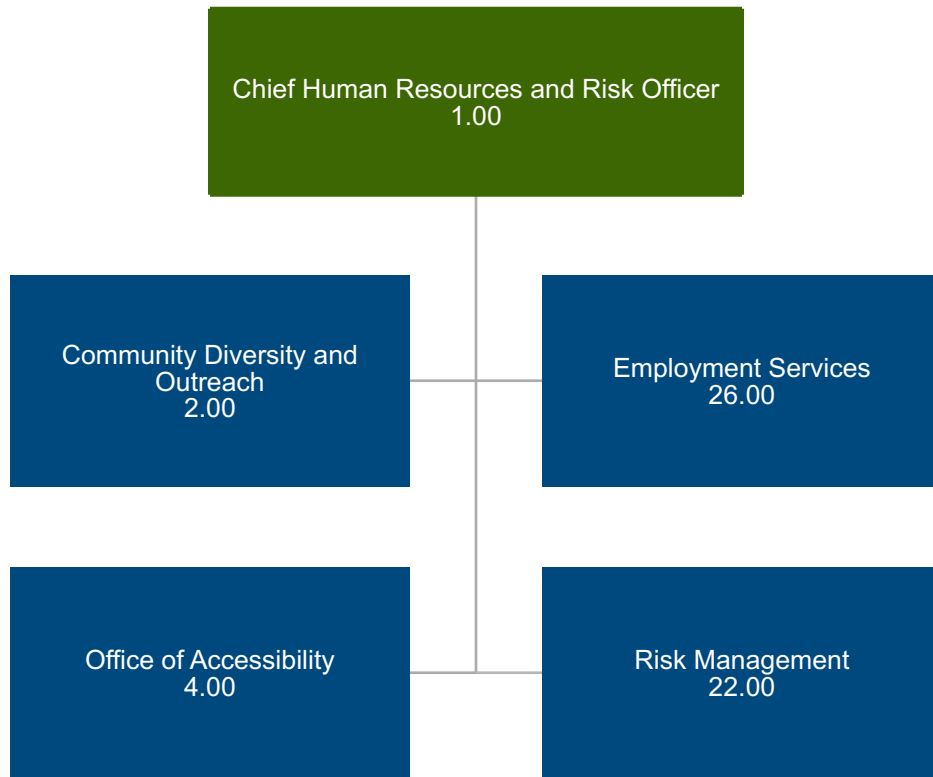 Chief Human Resources and Risk Officer
1.00
Community Diversity and
Outreach
2.00
Employment Services
26.00
Office of Accessibility
4.00
Risk Management
22.00